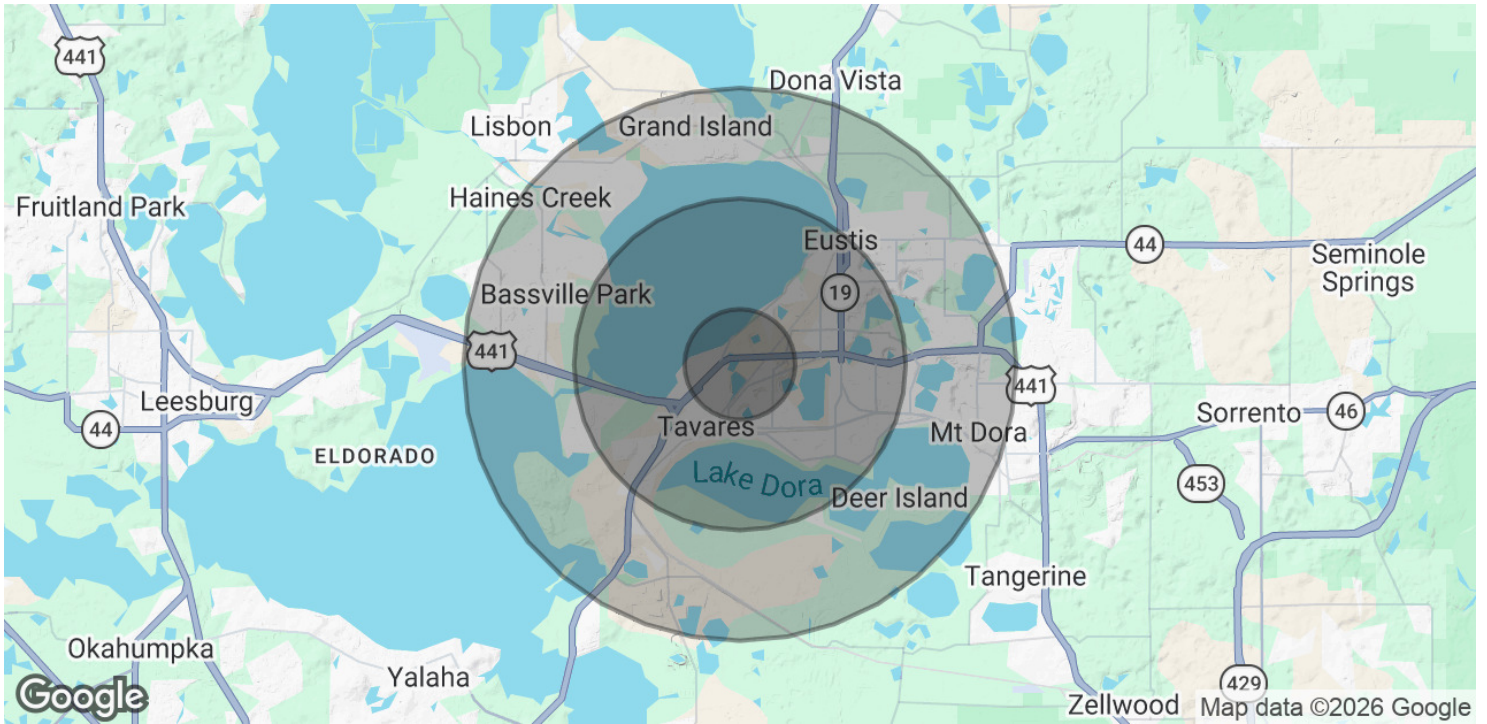 441
Dona Vista
Lisbon
Grand Island
Haines Creek
Fruitland Park
Eustis
44
Seminole
Springs
Bassville Park
19
441
441
Leesburg
44
Tavares
Mt Dora
Sorrento
46
ELDORADO
Lake Dora
453
Deer Island
Tangerine
Okahumpka
Yalaha
429
Google
Zellwood
Map data ©2026 Google